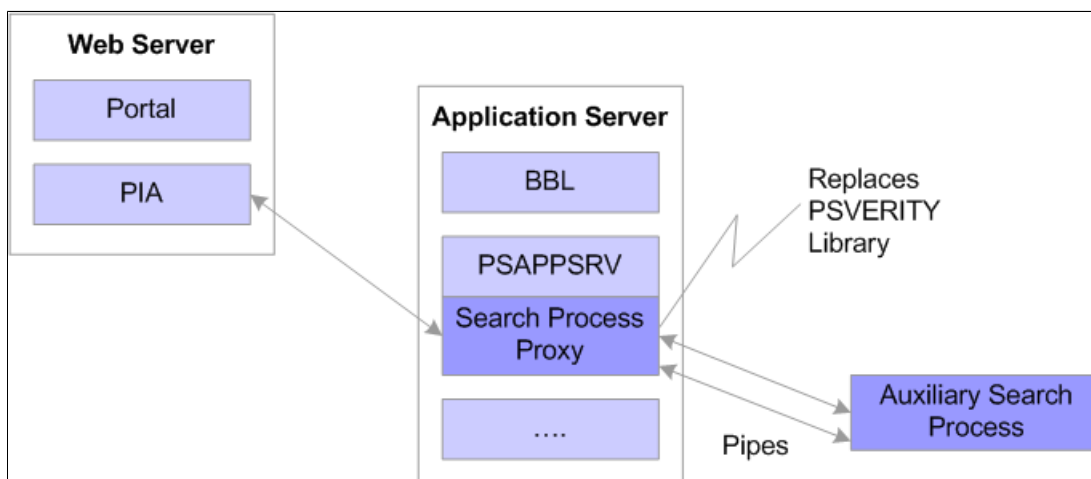 Web Server
Portal
PIA
Application Server
BBL
PSAPPSRV
Search Process
Proxy
....
Replaces
PSVERITY
Library
Pipes
Auxiliary Search
Process